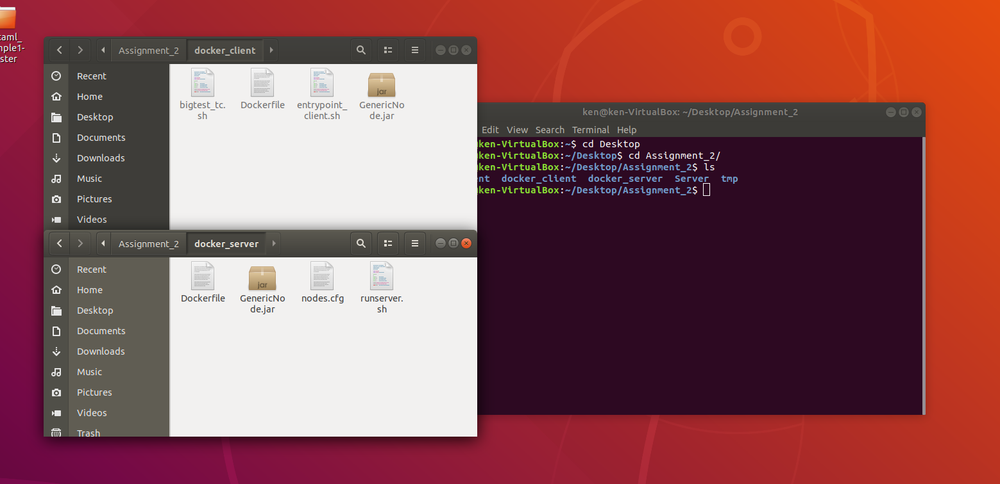 Assignment_2 docker_client
Recent
Home
Desktop
Documents
Downloads
Music
Pictures
Videos
bigtest_tc.
sh
Dockerfile
entrypoint_
client.sh
GenericNo
de.jar
jar
Assignment_2 docker_server
Recent
Home
Desktop
Documents
Downloads
Music
Pictures
Videos
Trash
Dockerfile
GenericNo
de.jar
jar
nodes.cfg
runserver.
sh
ken@ken-VirtualBox: ~/Desktop/Assignment_2
Edit View Search Terminal Help
ken-VirtualBox:~$ cd Desktop
ken-VirtualBox:~/Desktop$ cd Assignment_2/
ken-VirtualBox:~/Desktop/Assignment_2$ ls
nt docker_client docker_server Server tmp
ken-VirtualBox:~/Desktop/Assignment_2$